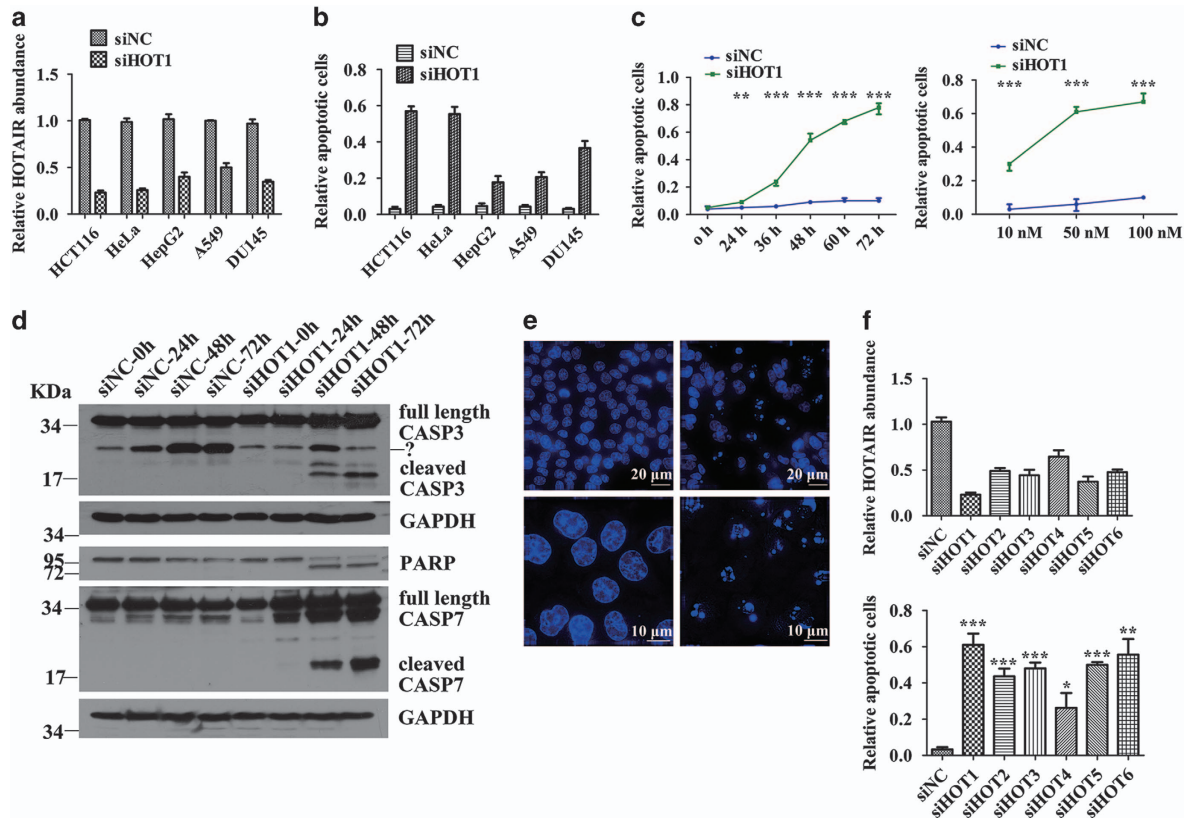 a
siNC
siHOT1
Relative HOTAIR abundance
1.5
1.0
0.5
0.0
HCT116
HeLa
HepG2
A549
DU145
b
siNC
siHOT1
Relative apoptotic cells
0.8
0.6
0.4
0.2
0.0
HCT116
HeLa
HepG2
A549
DU145
c
siNC
siHOT1
Relative apoptotic cells
1.0
0.8
0.6
0.4
0.2
0.0
** *** *** *** ***
0 h
24 h
36 h
48 h
60 h
72 h
siNC
siHOT1
Relative apoptotic cells
0.8
0.6
0.4
0.2
0.0
*** *** ***
10 nM 50 nM 100 nM
d
siNC-0h
siNC-24h
siNC-48h
siNC-72h
siHOT1-0h
siHOT1-24h
siHOT1-48h
siHOT1-72h
KDa
34
17
full length
CASP3
?
cleaved
CASP3
GAPDH
34
95
72
PARP
34
full length
CASP7
cleaved
CASP7
17
GAPDH
34
e
20 µm
20 µm
10 µm
10 µm
f
Relative HOTAIR abundance
1.5
1.0
0.5
0.0
siNC
siHOT1
siHOT2
siHOT3
siHOT4
siHOT5
siHOT6
Relative apoptotic cells
0.8
0.6
0.4
0.2
0.0
*** *** *** * *** **
siNC
siHOT1
siHOT2
siHOT3
siHOT4
siHOT5
siHOT6